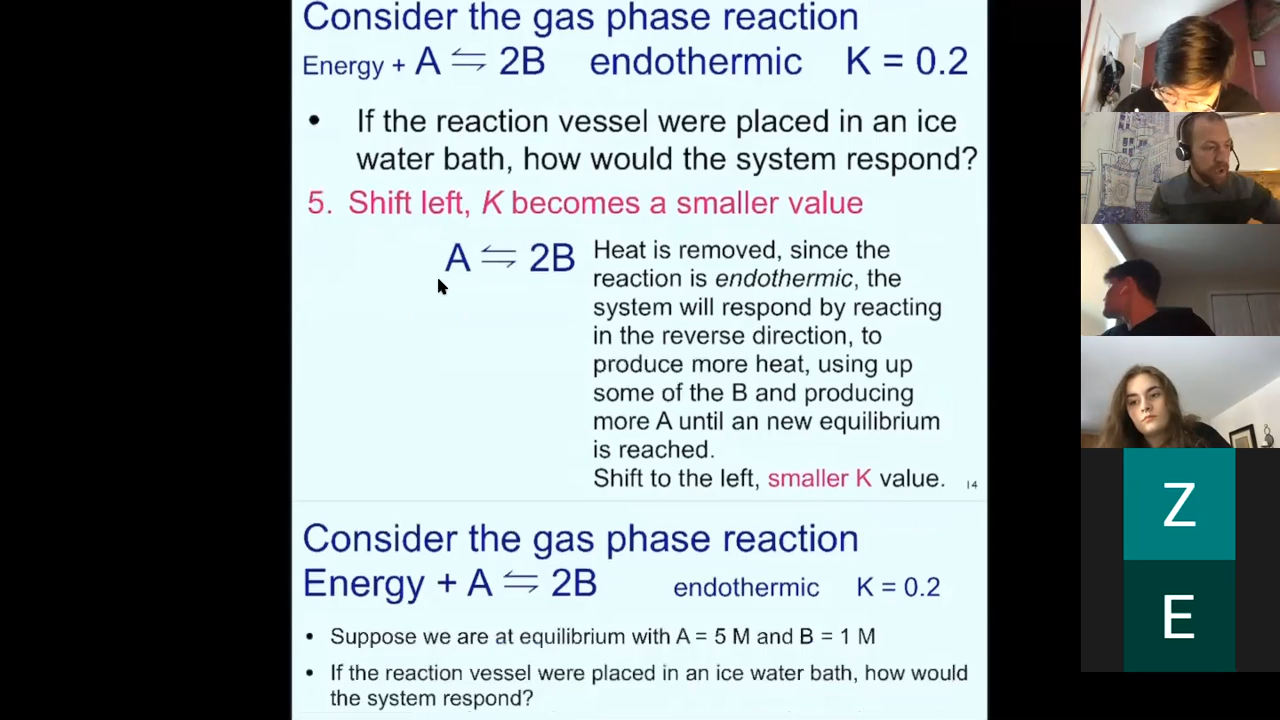 Consider the gas phase reaction
Energy + A ⇋ 2B endothermic K = 0.2
• If the reaction vessel were placed in an ice
water bath, how would the system respond?
5. Shift left, K becomes a smaller value
A ⇋ 2B
Heat is removed, since the
reaction is endothermic, the
system will respond by reacting
in the reverse direction, to
produce more heat, using up
some of the B and producing
more A until an new equilibrium
is reached.
Shift to the left, smaller K value.
14
Consider the gas phase reaction
Energy + A ⇋ 2B endothermic K = 0.2
• Suppose we are at equilibrium with A = 5 M and B = 1 M
• If the reaction vessel were placed in an ice water bath, how would
the system respond?
Z
E